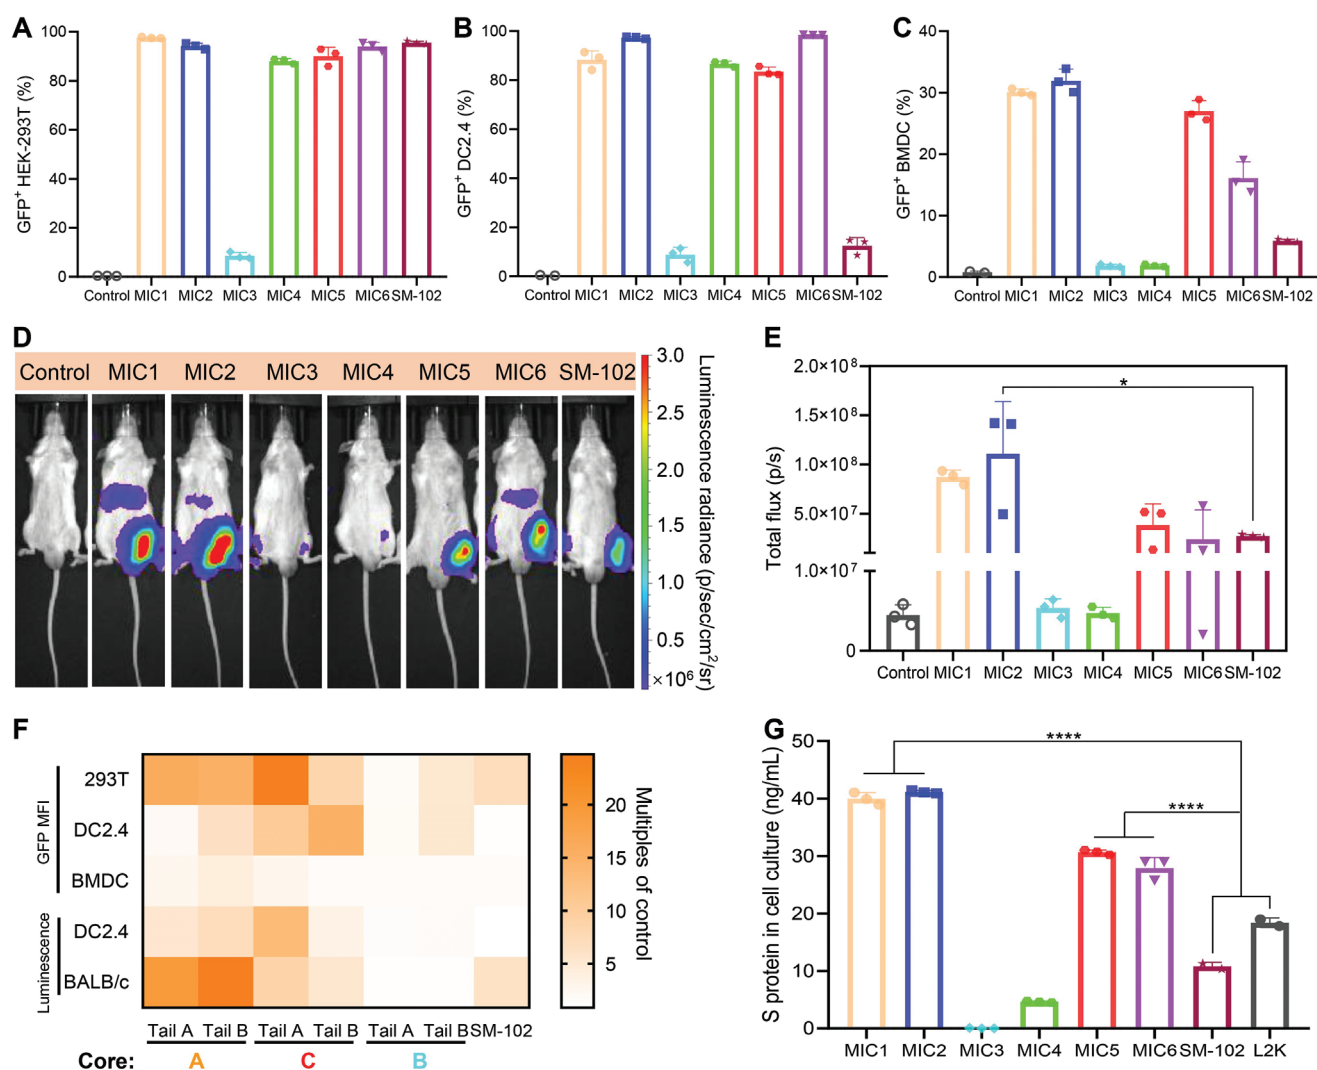 A
GFP+ HEK-293T (%)
100
80
60
40
20
0
Control MIC1 MIC2 MIC3 MIC4 MIC5 MIC6 SM-102
B
GFP+ DC2.4 (%)
100
80
60
40
20
0
Control MIC1 MIC2 MIC3 MIC4 MIC5 MIC6 SM-102
C
GFP+ BMDC (%)
40
30
20
10
0
Control MIC1 MIC2 MIC3 MIC4 MIC5 MIC6 SM-102
D
Control MIC1 MIC2 MIC3 MIC4 MIC5 MIC6 SM-102
3.0
2.5
2.0
1.5
1.0
0.5
×10⁶
Luminescence radiance (p/sec/cm²/sr)
E
Total flux (p/s)
2.0×10⁸
1.5×10⁸
1.0×10⁸
5.0×10⁷
1.0×10⁷
0
*
Control MIC1 MIC2 MIC3 MIC4 MIC5 MIC6 SM-102
F
GFP MFI
293T
DC2.4
BMDC
Luminescence
DC2.4
BALB/c
Tail A Tail B Tail A Tail B Tail A Tail B SM-102
Core: A C B
20
15
10
5
Multiples of control
G
S protein in cell culture (ng/mL)
50
40
30
20
10
0
****
****
MIC1 MIC2 MIC3 MIC4 MIC5 MIC6 SM-102 L2K